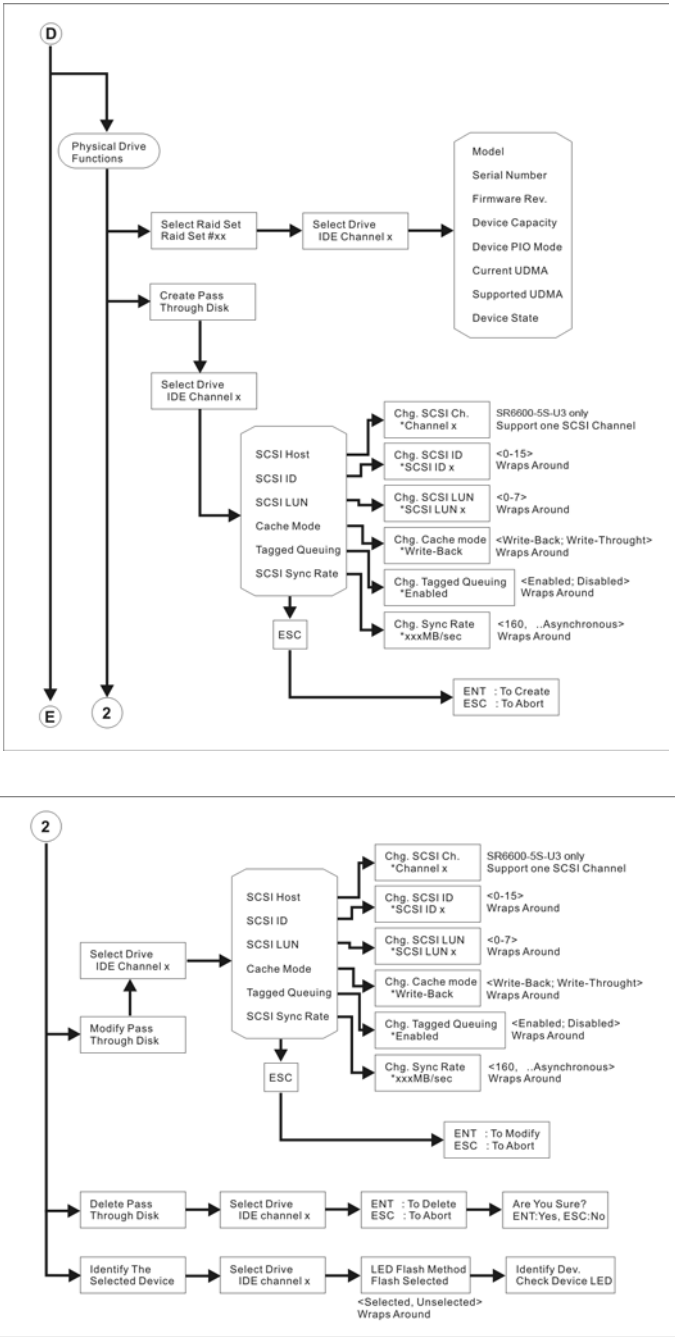 D
Physical Drive
Functions
Select Raid Set
Raid Set #xx
Select Drive
IDE Channel x
Model
Serial Number
Firmware Rev.
Device Capacity
Device PIO Mode
Current UDMA
Supported UDMA
Device State
Create Pass
Through Disk
Select Drive
IDE Channel x
SCSI Host
SCSI ID
SCSI LUN
Cache Mode
Tagged Queuing
SCSI Sync Rate
Chg. SCSI Ch.
*Channel x
SR6600-5S-U3 only
Support one SCSI Channel
Chg. SCSI ID
*SCSI ID x
<0-15>
Wraps Around
Chg. SCSI LUN
*SCSI LUN x
<0-7>
Wraps Around
Chg. Cache mode
*Write-Back
<Write-Back; Write-Throught>
Wraps Around
Chg. Tagged Queuing
*Enabled
<Enabled; Disabled>
Wraps Around
Chg. Sync Rate
*xxxMB/sec
<160, ..Asynchronous>
Wraps Around
ESC
ENT : To Create
ESC : To Abort
E
2
2
Select Drive
IDE Channel x
Modify Pass
Through Disk
SCSI Host
SCSI ID
SCSI LUN
Cache Mode
Tagged Queuing
SCSI Sync Rate
Chg. SCSI Ch.
*Channel x
SR6600-5S-U3 only
Support one SCSI Channel
Chg. SCSI ID
*SCSI ID x
<0-15>
Wraps Around
Chg. SCSI LUN
*SCSI LUN x
<0-7>
Wraps Around
Chg. Cache mode
*Write-Back
<Write-Back; Write-Throught>
Wraps Around
Chg. Tagged Queuing
*Enabled
<Enabled; Disabled>
Wraps Around
Chg. Sync Rate
*xxxMB/sec
<160, ..Asynchronous>
Wraps Around
ESC
ENT : To Modify
ESC : To Abort
Delete Pass
Through Disk
Select Drive
IDE channel x
ENT : To Delete
ESC : To Abort
Are You Sure?
ENT:Yes, ESC:No
Identify The
Selected Device
Select Drive
IDE channel x
LED Flash Method
Flash Selected
<Selected, Unselected>
Wraps Around
Identify Dev.
Check Device LED